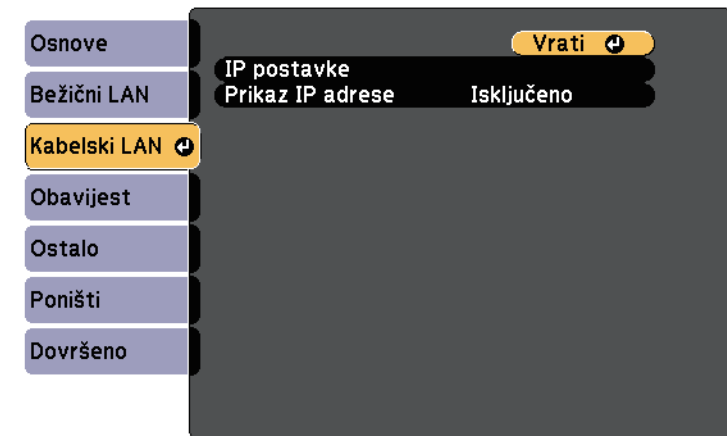 Osnove
Bežični LAN
Kabelski LAN
Obavijest
Ostalo
Poništi
Dovršeno
Vrati
IP postavke
Prikaz IP adrese Isključeno